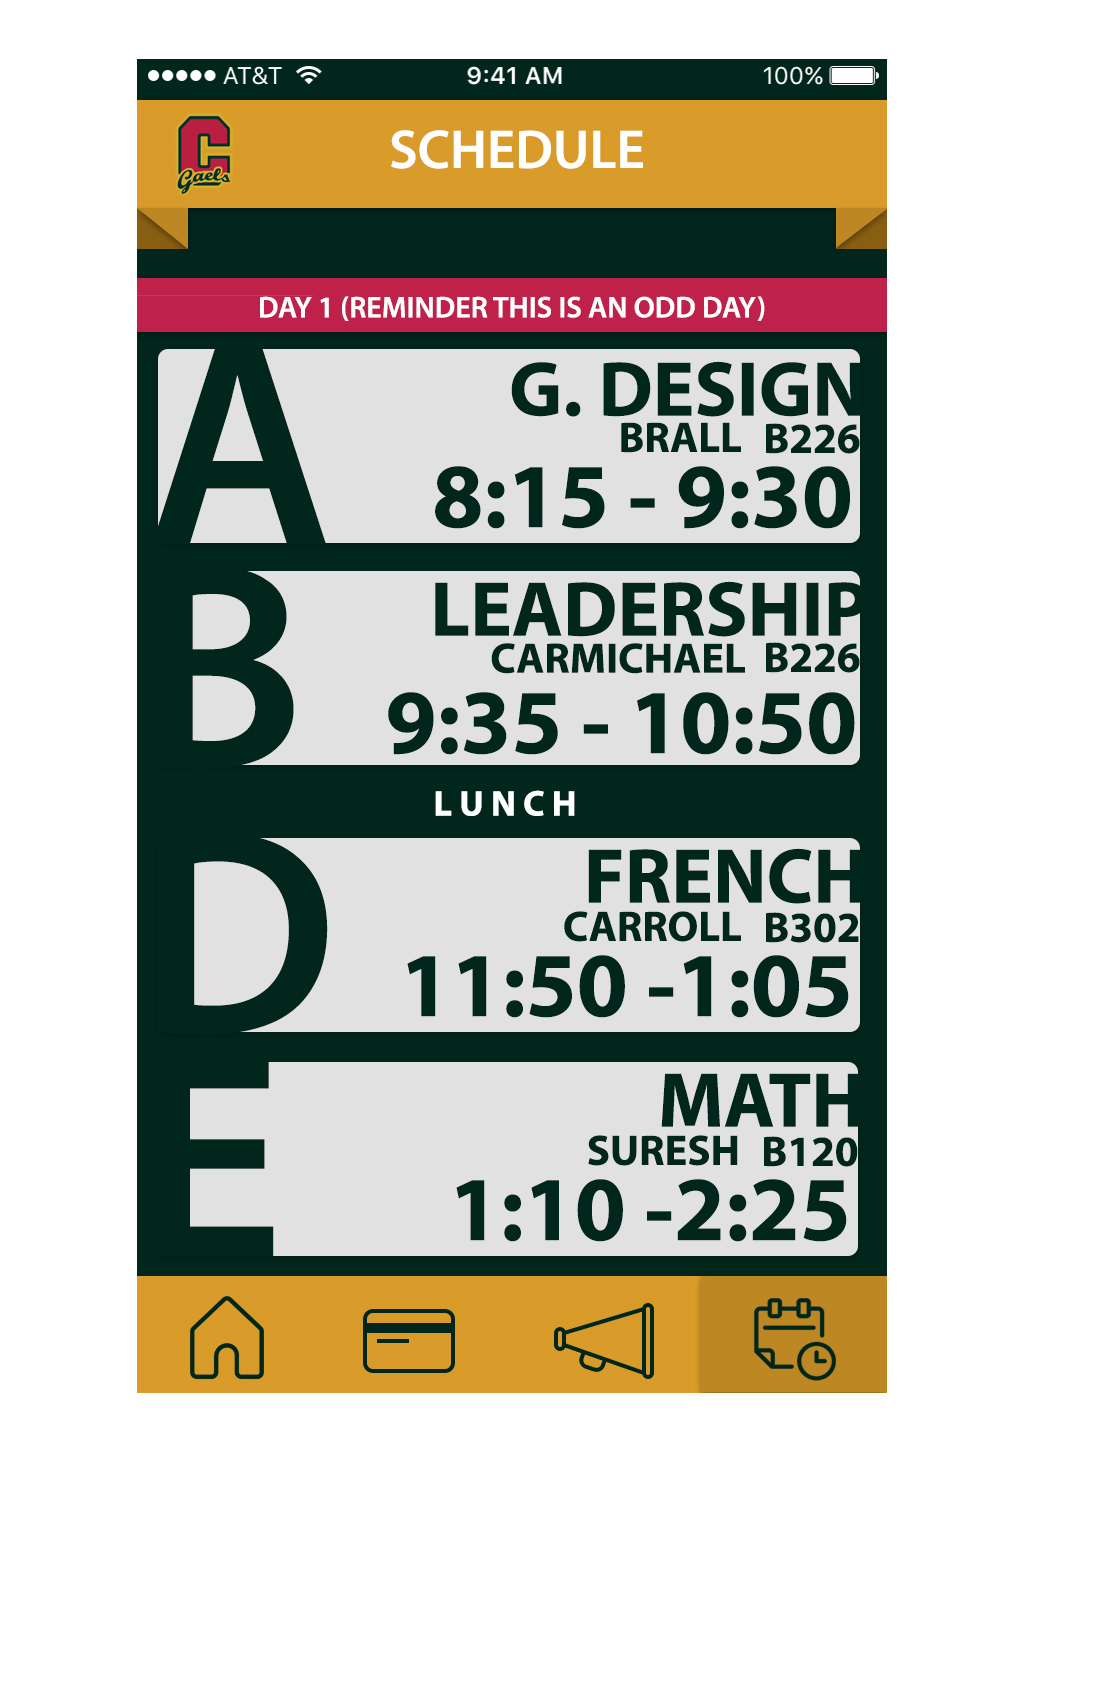 AT&T 9:41 AM 100%
C
Gaels
SCHEDULE
DAY 1 (REMINDER THIS IS AN ODD DAY)
A
G. DESIGN
BRALL B226
8:15 - 9:30
B
LEADERSHIP
CARMICHAEL B226
9:35 - 10:50
LUNCH
D
FRENCH
CARROLL B302
11:50 -1:05
E
MATH
SURESH B120
1:10 -2:25